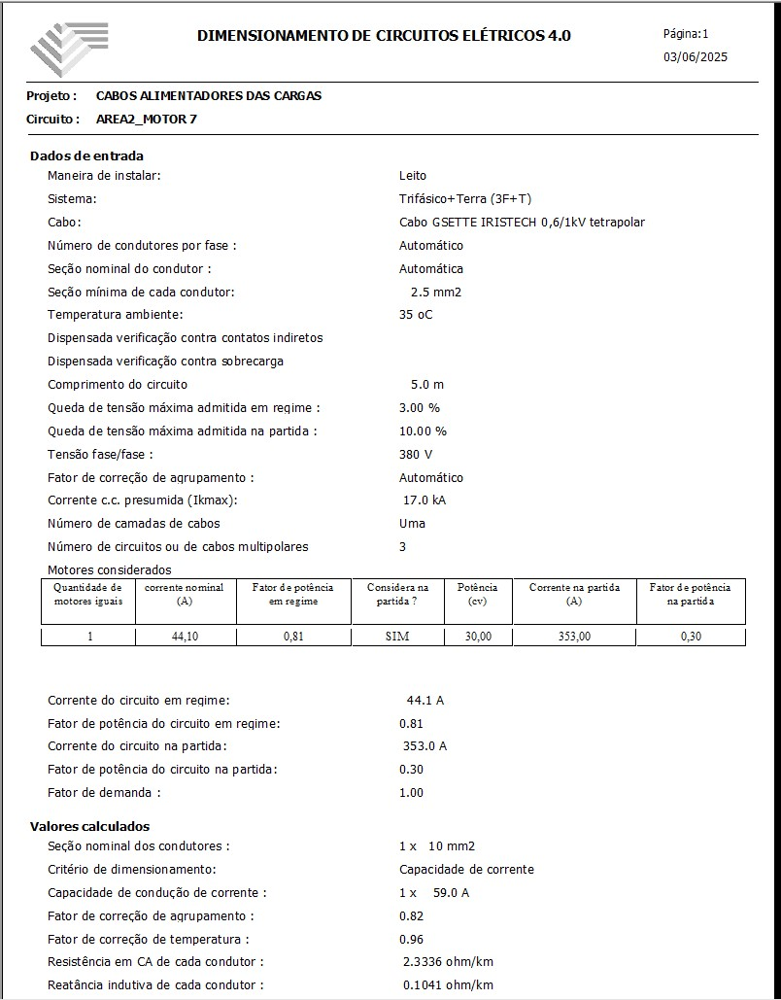 DIMENSIONAMENTO DE CIRCUITOS ELÉTRICOS 4.0
Página:1
03/06/2025
Projeto : CABOS ALIMENTADORES DAS CARGAS
Circuito : AREA2_MOTOR 7
Dados de entrada
Maneira de instalar: Leito
Sistema: Trifásico+Terra (3F+T)
Cabo: Cabo GSETTE IRISTECH 0,6/1kV tetrapolar
Número de condutores por fase : Automático
Seção nominal do condutor : Automática
Seção mínima de cada condutor: 2.5 mm2
Temperatura ambiente: 35 oC
Dispensada verificação contra contatos indiretos
Dispensada verificação contra sobrecarga
Comprimento do circuito 5.0 m
Queda de tensão máxima admitida em regime : 3.00 %
Queda de tensão máxima admitida na partida : 10.00 %
Tensão fase/fase : 380 V
Fator de correção de agrupamento : Automático
Corrente c.c. presumida (Ikmax): 17.0 kA
Número de camadas de cabos Uma
Número de circuitos ou de cabos multipolares 3
Motores considerados
Quantidade de motores iguais corrente nominal (A) Fator de potência em regime Considera na partida ? Potência (cv) Corrente na partida (A) Fator de potência na partida
1 44,10 0,81 SIM 30,00 353,00 0,30
Corrente do circuito em regime: 44.1 A
Fator de potência do circuito em regime: 0.81
Corrente do circuito na partida: 353.0 A
Fator de potência do circuito na partida: 0.30
Fator de demanda : 1.00
Valores calculados
Seção nominal dos condutores : 1 x 10 mm2
Critério de dimensionamento: Capacidade de corrente
Capacidade de condução de corrente : 1 x 59.0 A
Fator de correção de agrupamento : 0.82
Fator de correção de temperatura : 0.96
Resistência em CA de cada condutor : 2.3336 ohm/km
Reatância indutiva de cada condutor : 0.1041 ohm/km